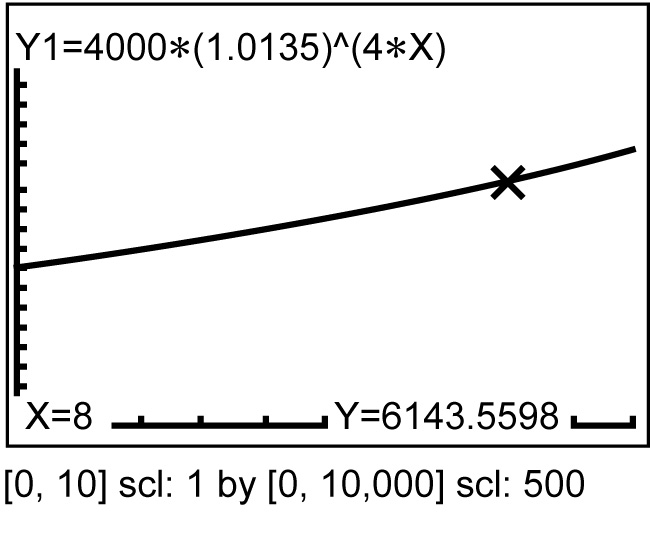 Y1=4000*(1.0135)^(4*X)
X=8 Y=6143.5598
[0, 10] scl: 1 by [0, 10,000] scl: 500